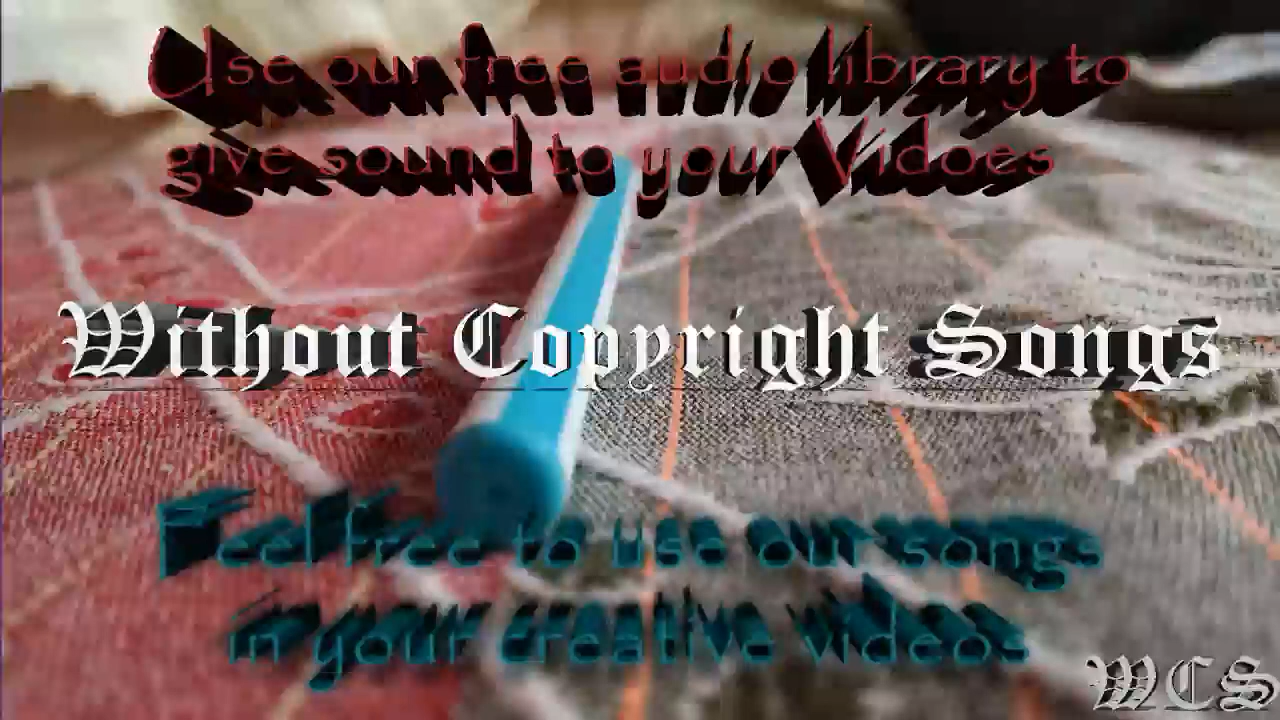 Use our free audio library to
give sound to your Vidoes
Without Copyright Songs
Feel free to use our songs
in your creative videos
WCS